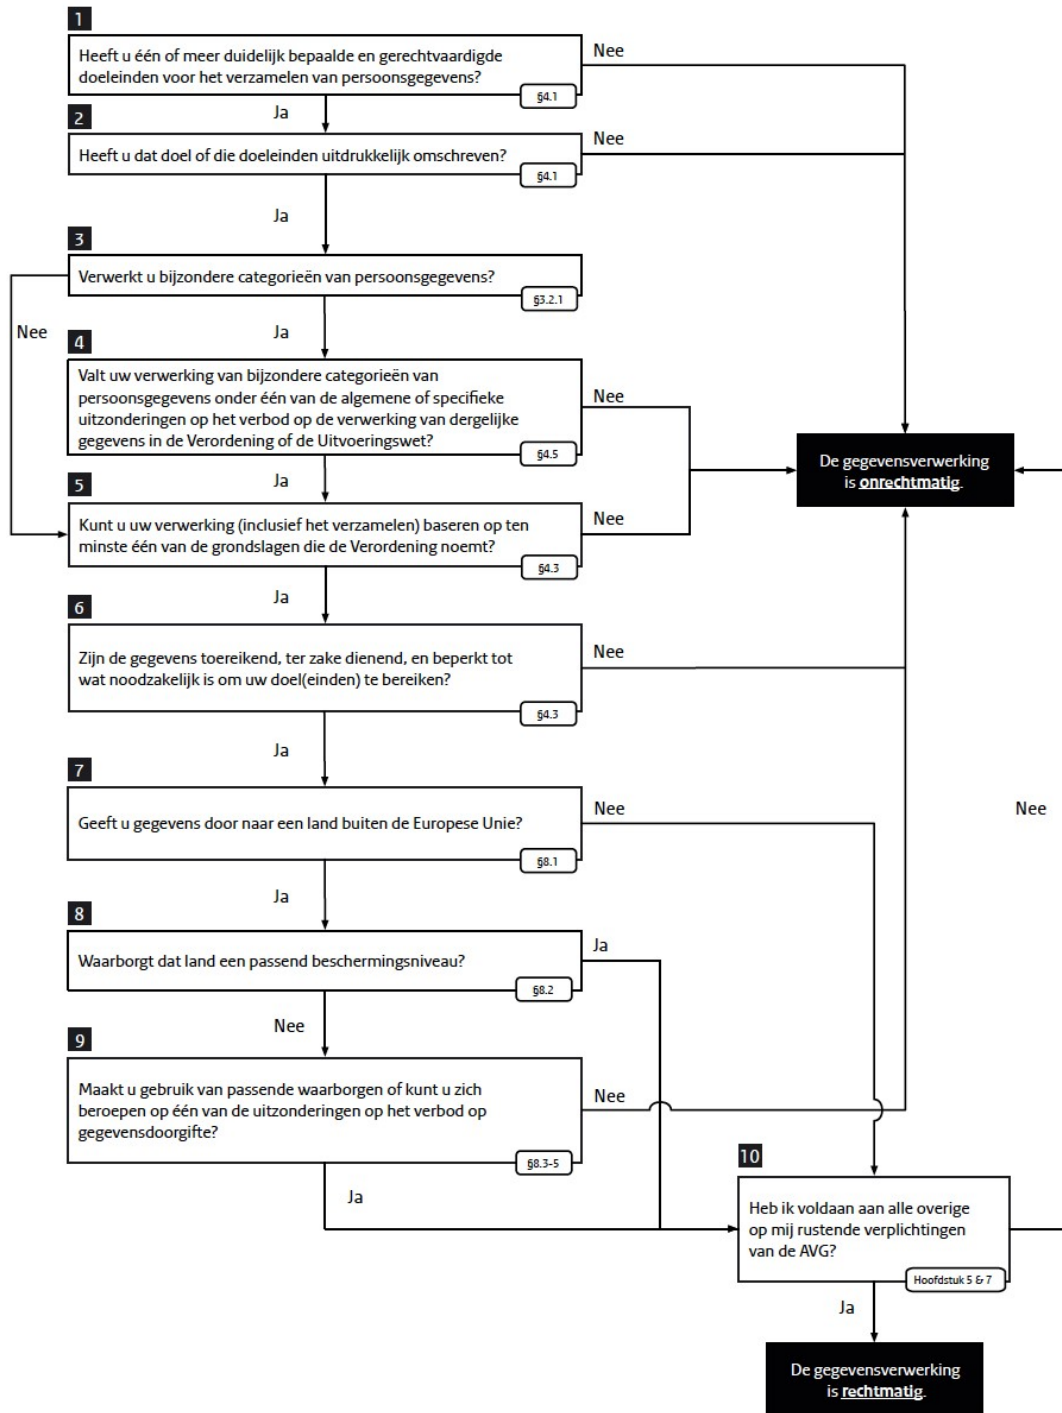 1
Heeft u één of meer duidelijk bepaalde en gerechtvaardigde
doeleinden voor het verzamelen van persoonsgegevens?
§4.1
Nee
Ja
2
Heeft u dat doel of die doeleinden uitdrukkelijk omschreven?
§4.1
Nee
Ja
3
Verwerkt u bijzondere categorieën van persoonsgegevens?
§3.2.1
Nee
Ja
4
Valt uw verwerking van bijzondere categorieën van
persoonsgegevens onder één van de algemene of specifieke
uitzonderingen op het verbod op de verwerking van dergelijke
gegevens in de Verordening of de Uitvoeringswet?
§4.5
Nee
De gegevensverwerking
is onrechtmatig.
Ja
5
Kunt u uw verwerking (inclusief het verzamelen) baseren op ten
minste één van de grondslagen die de Verordening noemt?
§4.3
Nee
Ja
6
Zijn de gegevens toereikend, ter zake dienend, en beperkt tot
wat noodzakelijk is om uw doel(einden) te bereiken?
§4.3
Nee
Ja
7
Geeft u gegevens door naar een land buiten de Europese Unie?
§8.1
Nee
Nee
Ja
8
Waarborgt dat land een passend beschermingsniveau?
§8.2
Ja
Nee
9
Maakt u gebruik van passende waarborgen of kunt u zich
beroepen op één van de uitzonderingen op het verbod op
gegevensdoorgifte?
§8.3-5
Nee
Ja
10
Heb ik voldaan aan alle overige
op mij rustende verplichtingen
van de AVG?
Hoofdstuk 5 & 7
Ja
De gegevensverwerking
is rechtmatig.